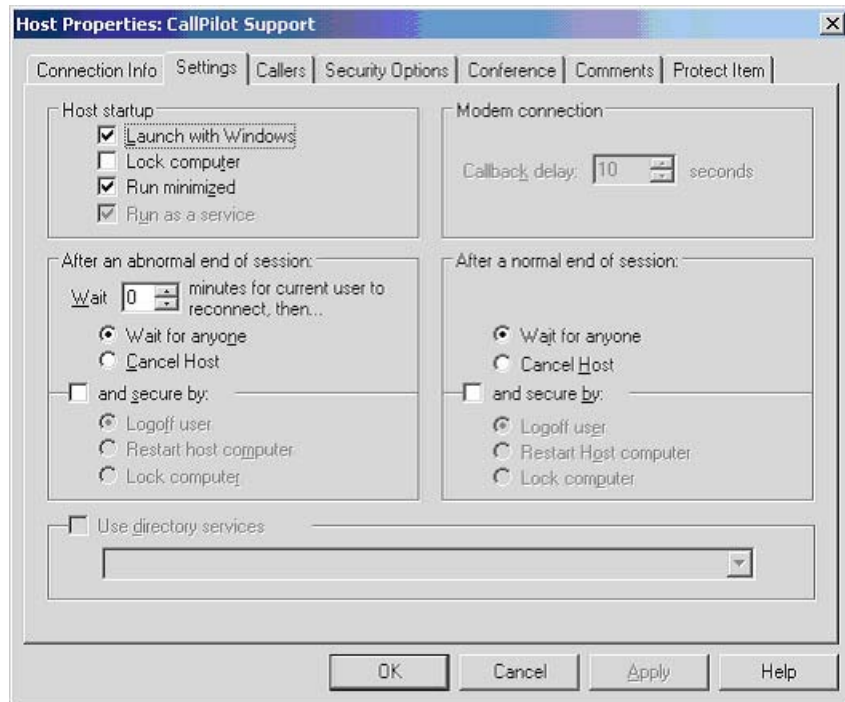 Host Properties: CallPilot Support
Connection Info
Settings
Callers
Security Options
Conference
Comments
Protect Item
Host startup
Launch with Windows
Lock computer
Run minimized
Run as a service
Modem connection
Callback delay: 10 seconds
After an abnormal end of session:
Wait 0 minutes for current user to
reconnect, then...
Wait for anyone
Cancel Host
and secure by:
Logoff user
Restart host computer
Lock computer
After a normal end of session:
Wait for anyone
Cancel Host
and secure by:
Logoff user
Restart Host computer
Lock computer
Use directory services
OK
Cancel
Apply
Help